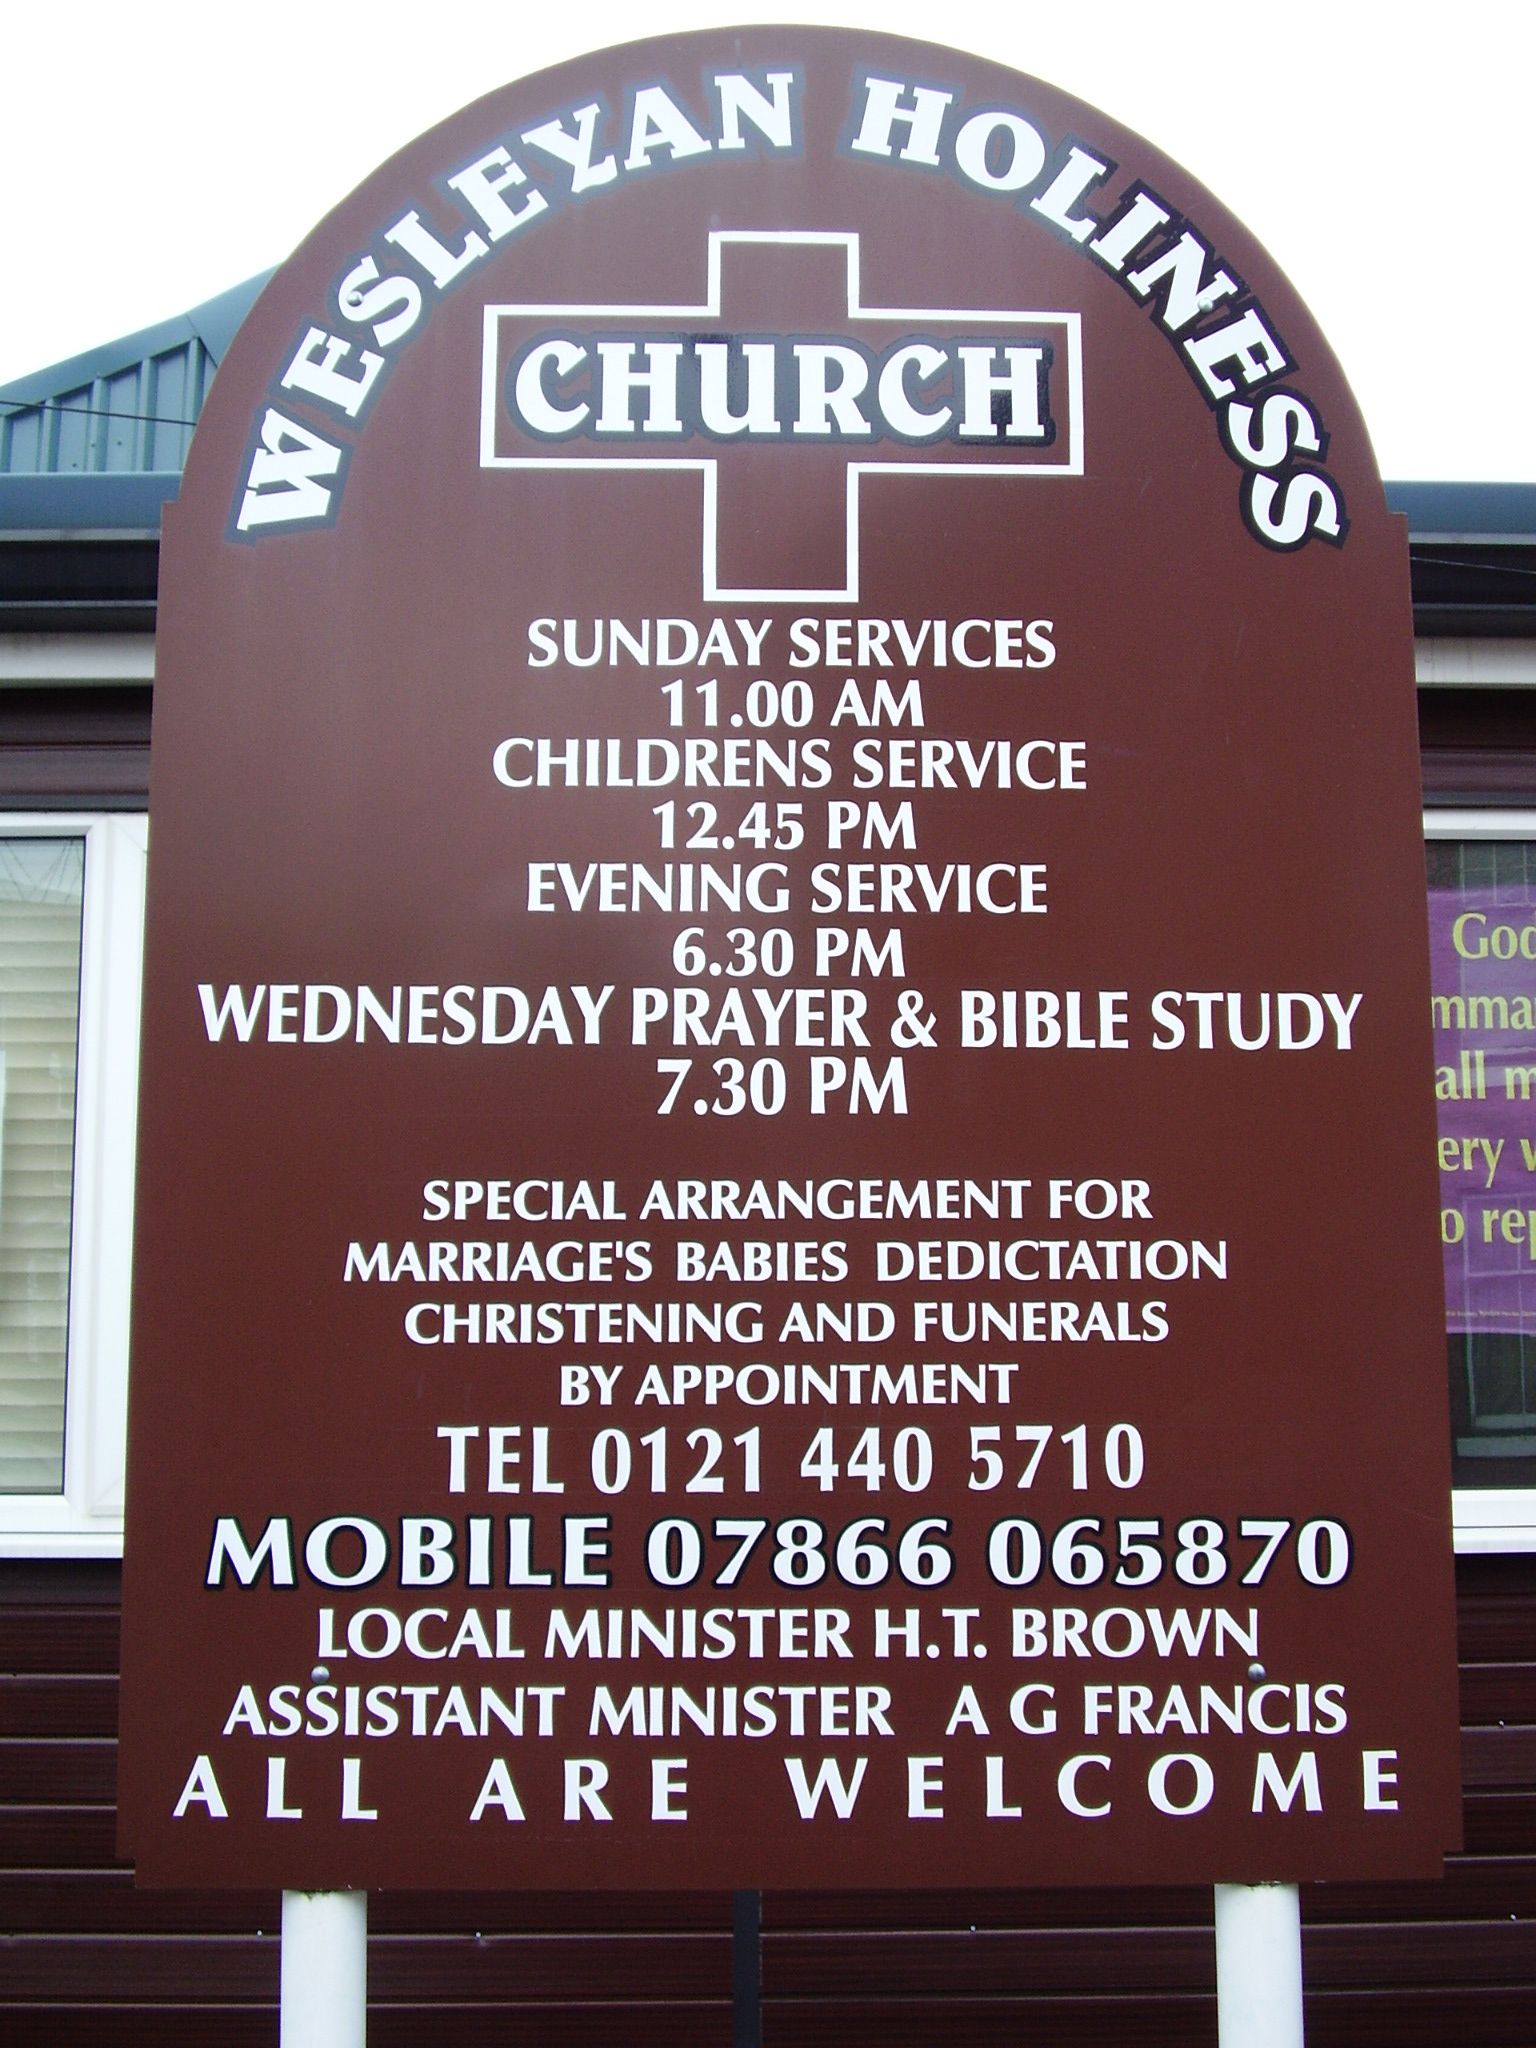 WESLEYAN HOLINESS
CHURCH
SUNDAY SERVICES
11.00 AM
CHILDRENS SERVICE
12.45 PM
EVENING SERVICE
6.30 PM
WEDNESDAY PRAYER & BIBLE STUDY
7.30 PM
SPECIAL ARRANGEMENT FOR
MARRIAGE'S BABIES DEDICTATION
CHRISTENING AND FUNERALS
BY APPOINTMENT
TEL 0121 440 5710
MOBILE 07866 065870
LOCAL MINISTER H.T. BROWN
ASSISTANT MINISTER A G FRANCIS
ALL ARE WELCOME
God
all